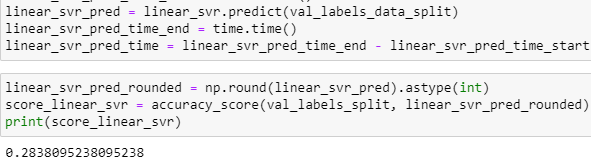 linear_svr_pred = linear_svr.predict(val_labels_data_split)
linear_svr_pred_time_end = time.time()
linear_svr_pred_time = linear_svr_pred_time_end - linear_svr_pred_time_start
linear_svr_pred_rounded = np.round(linear_svr_pred).astype(int)
score_linear_svr = accuracy_score(val_labels_split, linear_svr_pred_rounded)
print(score_linear_svr)
0.2838095238095238